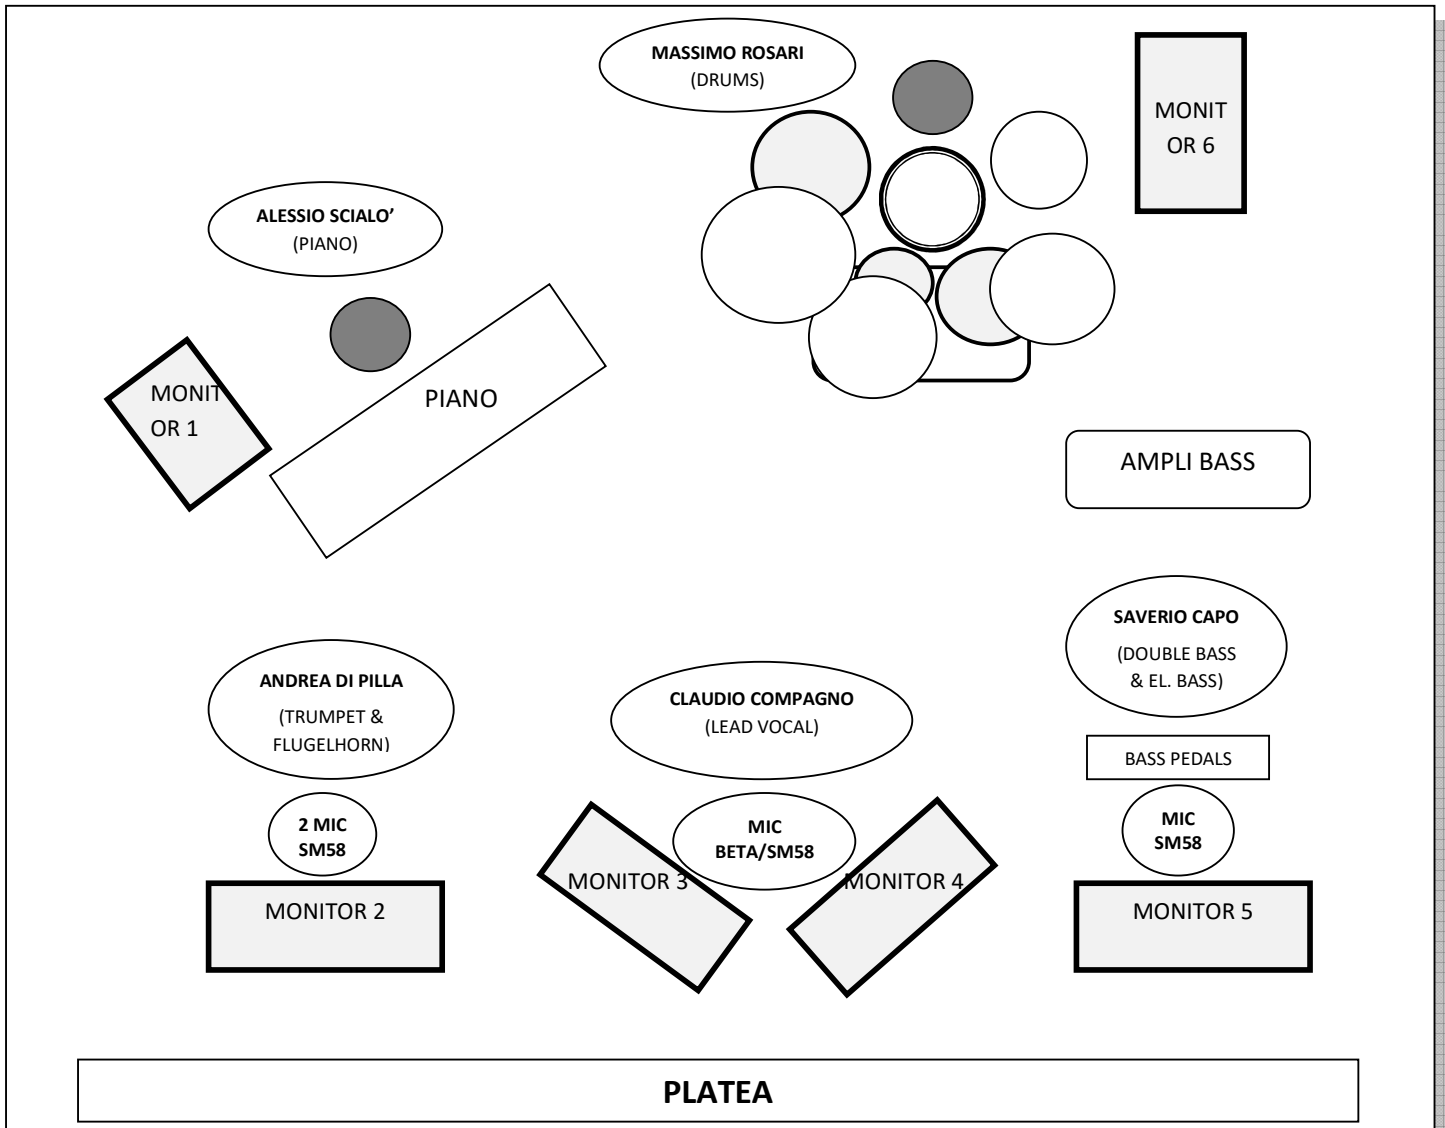 MASSIMO ROSARI
(DRUMS)
MONIT
OR 6
ALESSIO SCIALO’
(PIANO)
MONIT
OR 1
PIANO
AMPLI BASS
SAVERIO CAPO
(DOUBLE BASS
& EL. BASS)
ANDREA DI PILLA
(TRUMPET &
FLUGELHORN)
CLAUDIO COMPAGNO
(LEAD VOCAL)
BASS PEDALS
2 MIC
SM58
MIC
BETA/SM58
MIC
SM58
MONITOR 2
MONITOR 3
MONITOR 4
MONITOR 5
PLATEA